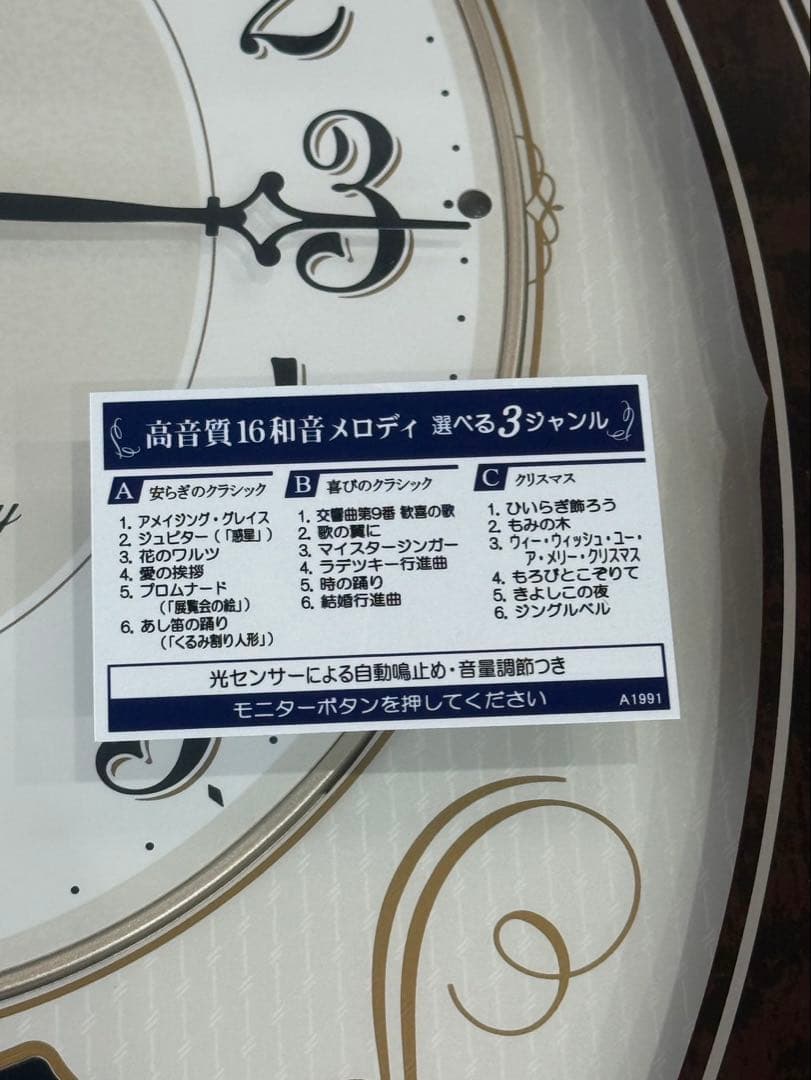 2
3
高音質16和音メロディ 選べる3ジャンル
A 安らぎのクラシック
1. アメイジング・グレイス
2. ジュピター(「惑星」)
3. 花のワルツ
4. 愛の挨拶
5. プロムナード
(「展覧会の絵」)
6. あし笛の踊り
(「くるみ割り人形」)
B 喜びのクラシック
1. 交響曲第9番 歓喜の歌
2. 歌の翼に
3. マイスタージンガー
4. ラデツキー行進曲
5. 時の踊り
6. 結婚行進曲
C クリスマス
1. ひいらぎ飾ろう
2. もみの木
3. ウィー・ウィッシュ・ユー・
ア・メリー・クリスマス
4. もろびとこぞりて
5. きよしこの夜
6. ジングルベル
光センサーによる自動鳴止め・音量調節つき
モニターボタンを押してください A1991
5